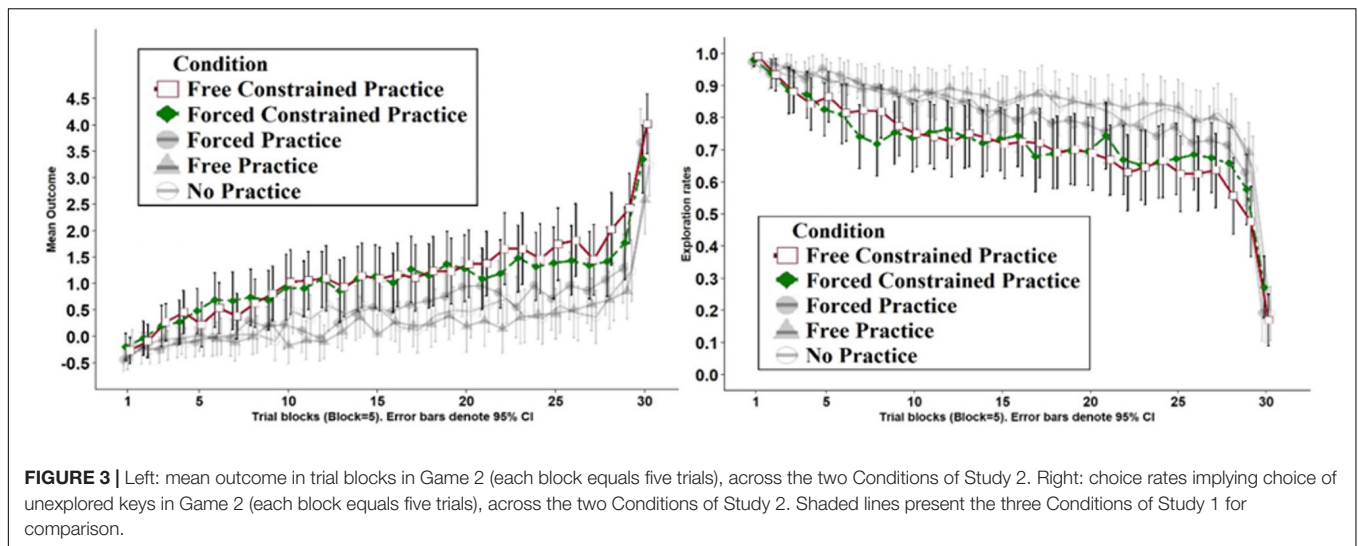 Condition
Free Constrained Practice
Forced Constrained Practice
Forced Practice
Free Practice
No Practice
Mean Outcome
4.5
4.0
3.5
3.0
2.5
2.0
1.5
1.0
0.5
0.0
-0.5
1 5 10 15 20 25 30
Trial blocks (Block=5). Error bars denote 95% CI
Exploration rates
1.0
0.9
0.8
0.7
0.6
0.5
0.4
0.3
0.2
0.1
0.0
Condition
Free Constrained Practice
Forced Constrained Practice
Forced Practice
Free Practice
No Practice
1 5 10 15 20 25 30
Trial blocks (Block=5). Error bars denote 95% CI
FIGURE 3 | Left: mean outcome in trial blocks in Game 2 (each block equals five trials), across the two Conditions of Study 2. Right: choice rates implying choice of
unexplored keys in Game 2 (each block equals five trials), across the two Conditions of Study 2. Shaded lines present the three Conditions of Study 1 for
comparison.